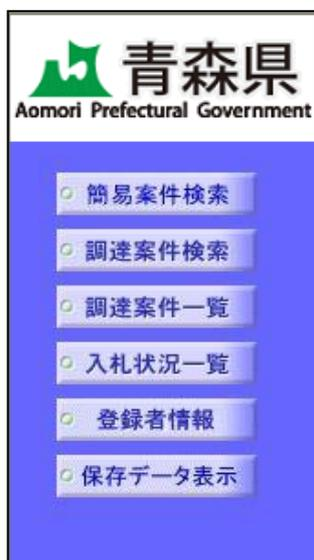 青森県
Aomori Prefectural Government
簡易案件検索
調達案件検索
調達案件一覧
入札状況一覧
登録者情報
保存データ表示